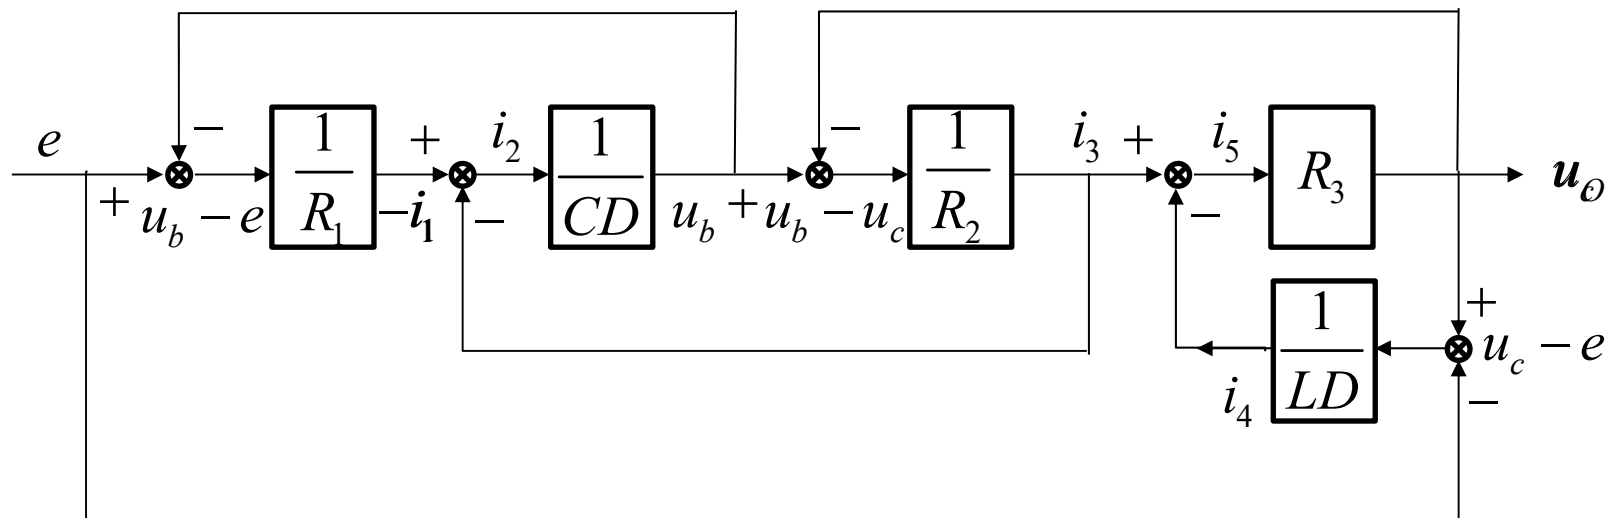 e
+
−
u_b − e
1
R_1
− i_1
+
−
i_2
1
CD
u_b
+
−
u_b − u_c
1
R_2
i_3
+
−
i_5
R_3
u_O
+
−
u_c − e
1
LD
i_4